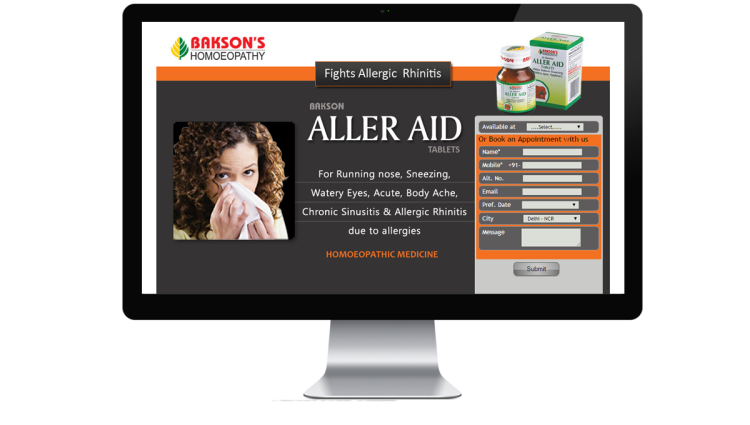 BAKSON'S
HOMOEOPATHY
Fights Allergic Rhinitis
ALLER AID
TABLETS
BAKSON
ALLER AID
TABLETS
For Running nose, Sneezing,
Watery Eyes, Acute, Body Ache,
Chronic Sinusitis & Allergic Rhinitis
due to allergies
HOMOEOPATHIC MEDICINE
Available at ....Select......
Or Book an Appointment with us
Name*
Mobile* +91-
Alt. No.
Email
Pref. Date
City Delhi - NCR
Message
Submit